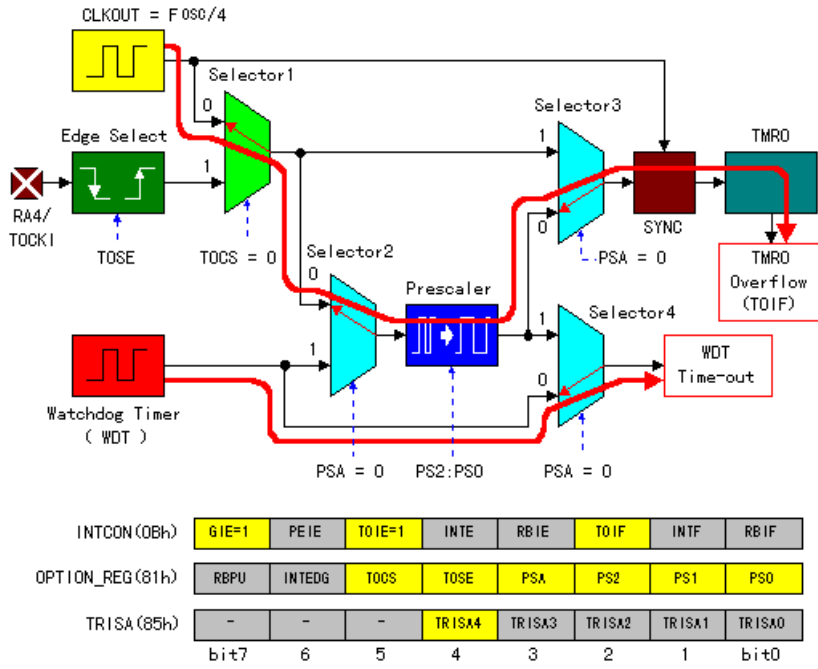 CLKOUT = FOSC/4
Selector1
Selector3
0
1
TMRO
Edge Select
1
0
RA4/
TOCKI
TOSE
TOCS = 0
SYNC
Selector2
PSA = 0
TMRO
Overflow
(TOIF)
0
Prescaler
Selector4
1
1
0
WDT
Time-out
Watchdog Timer
( WDT )
PSA = 0
PS2:PS0
PSA = 0
INTCON(0Bh) GIE=1 PEIE TOIE=1 INTE RBIE TOIF INTF RBIF
OPTION_REG(81h) RBPU INTEDG TOCS TOSE PSA PS2 PS1 PS0
TRISA(85h) - - - TRISA4 TRISA3 TRISA2 TRISA1 TRISA0
bit7 6 5 4 3 2 1 bit0